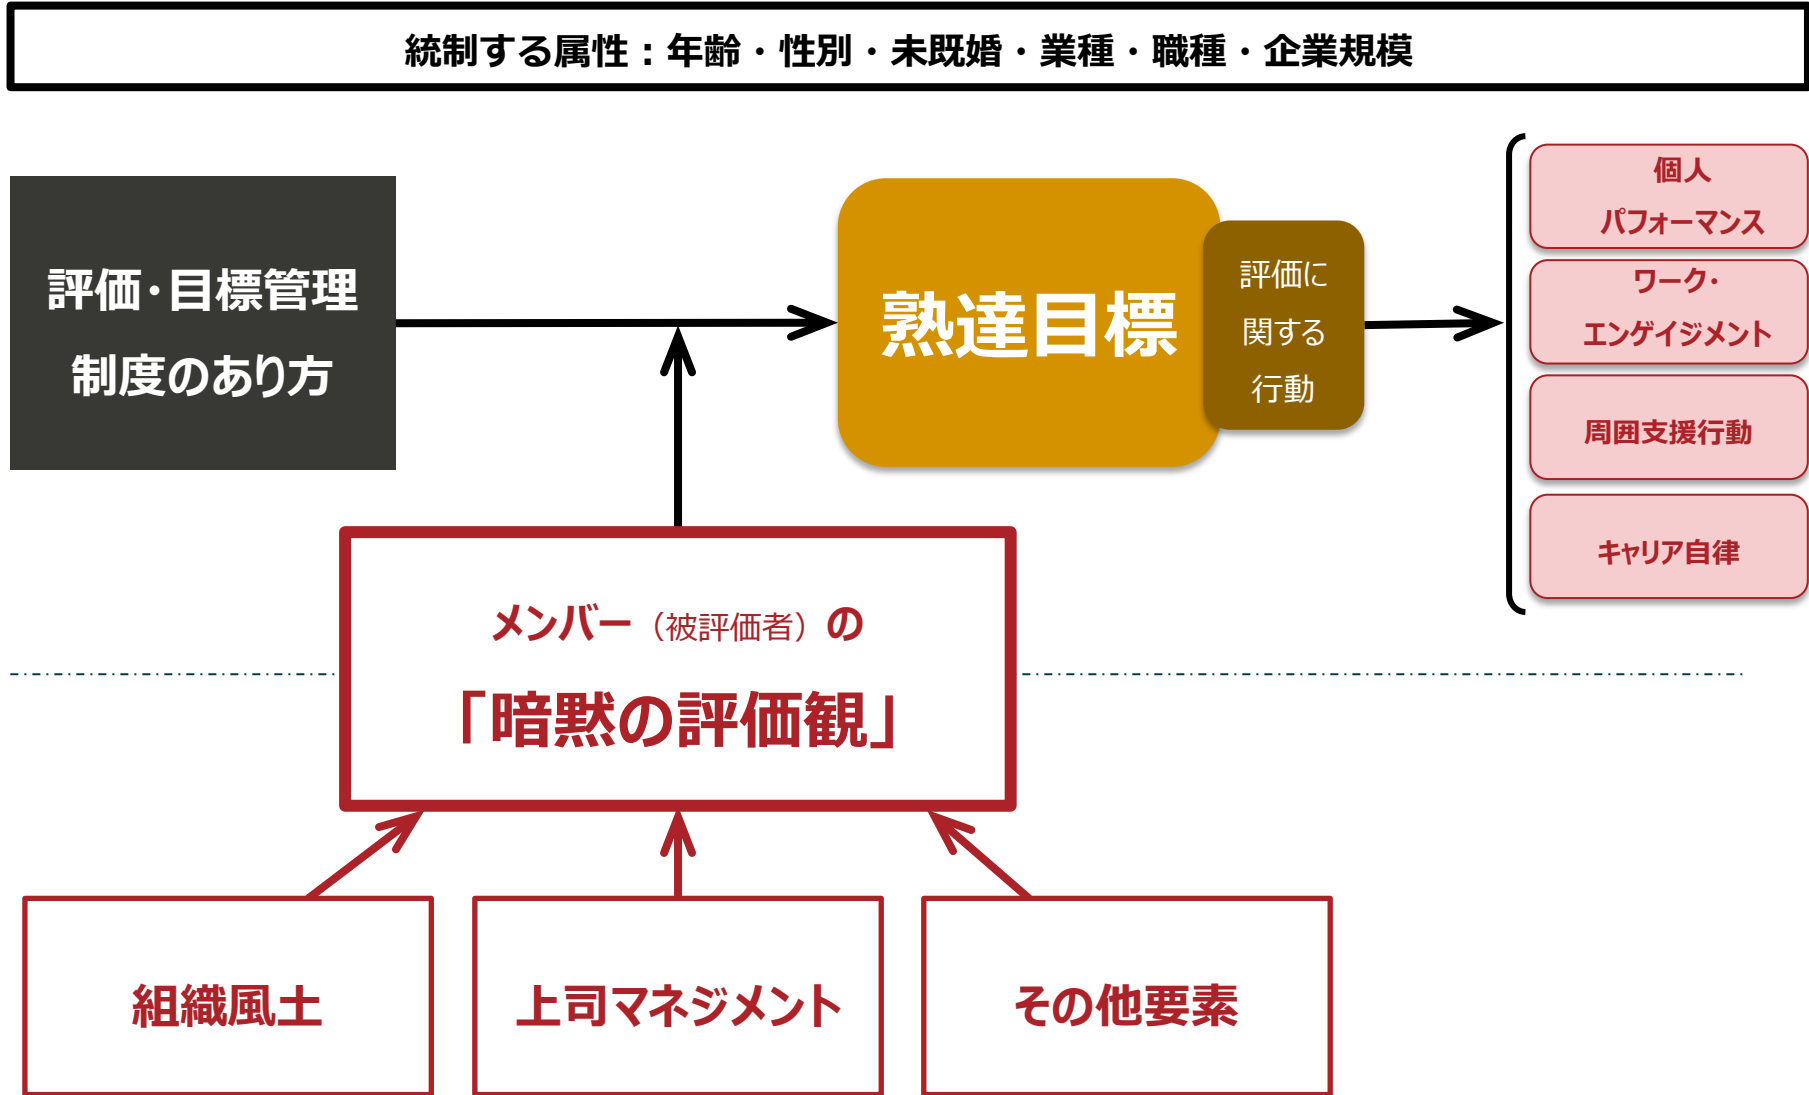 統制する属性：年齢・性別・未既婚・業種・職種・企業規模
評価・目標管理
制度のあり方
熟達目標
評価に
関する
行動
個人
パフォーマンス
ワーク・
エンゲイジメント
周囲支援行動
キャリア自律
メンバー（被評価者）の
「暗黙の評価観」
組織風土
上司マネジメント
その他要素